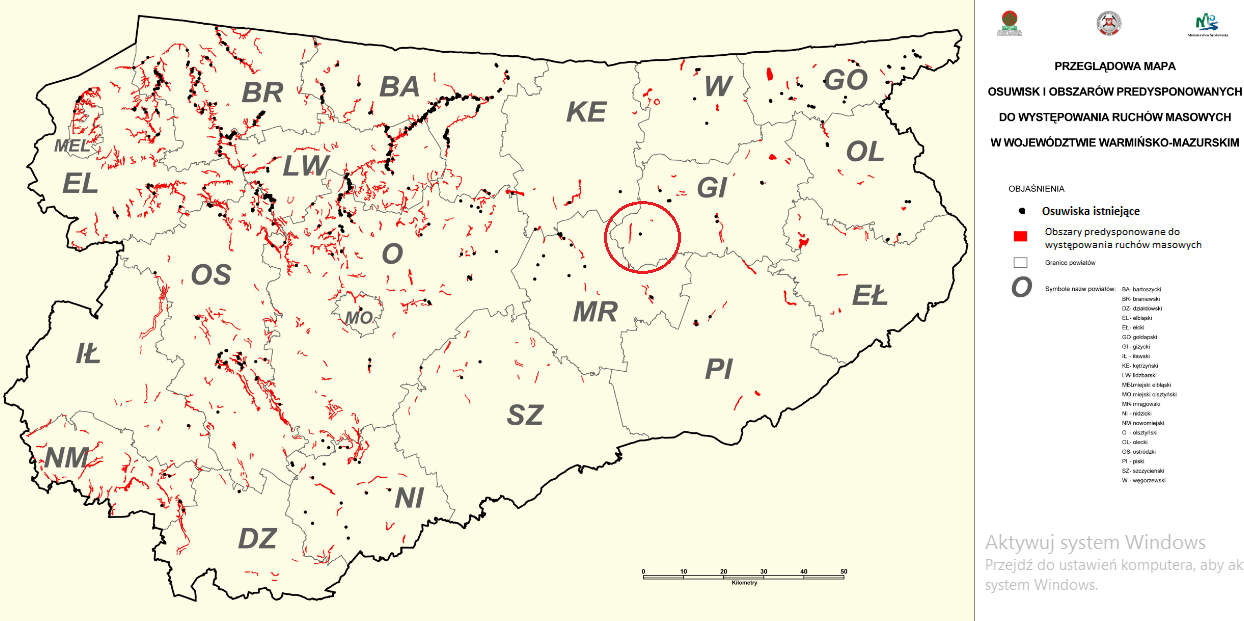 BR
BA
W
GO
KE
MEL
EL
LW
OL
GI
O
OS
MO
MR
EŁ
IŁ
PI
SZ
NM
NI
DZ
0 10 20 30 40 50
Kilometry
MINISTERSTWO ŚRODOWISKA
PRZEGLĄDOWA MAPA
OSUWISK I OBSZARÓW PREDYSPONOWANYCH
DO WYSTĘPOWANIA RUCHÓW MASOWYCH
W WOJEWÓDZTWIE WARMIŃSKO-MAZURSKIM
OBJAŚNIENIA
Osuwiska istniejące
Obszary predysponowane do
występowania ruchów masowych
Granice powiatów
O Symbole nazw powiatów:
BA- bartoszycki
BR- braniewski
DZ- działdowski
EL- elbląski
EŁ- ełcki
GO- gołdapski
GI - giżycki
IŁ - iławski
KE- kętrzyński
LW- lidzbarski
MEL-miejski elbląski
MO miejski olsztyński
MR- mrągowski
NI - nidzicki
NM- nowomiejski
O - olsztyński
OL- olecki
OS- ostródzki
PI - piski
SZ- szczycieński
W - węgorzewski
Aktywuj system Windows
Przejdź do ustawień komputera, aby ak
system Windows.